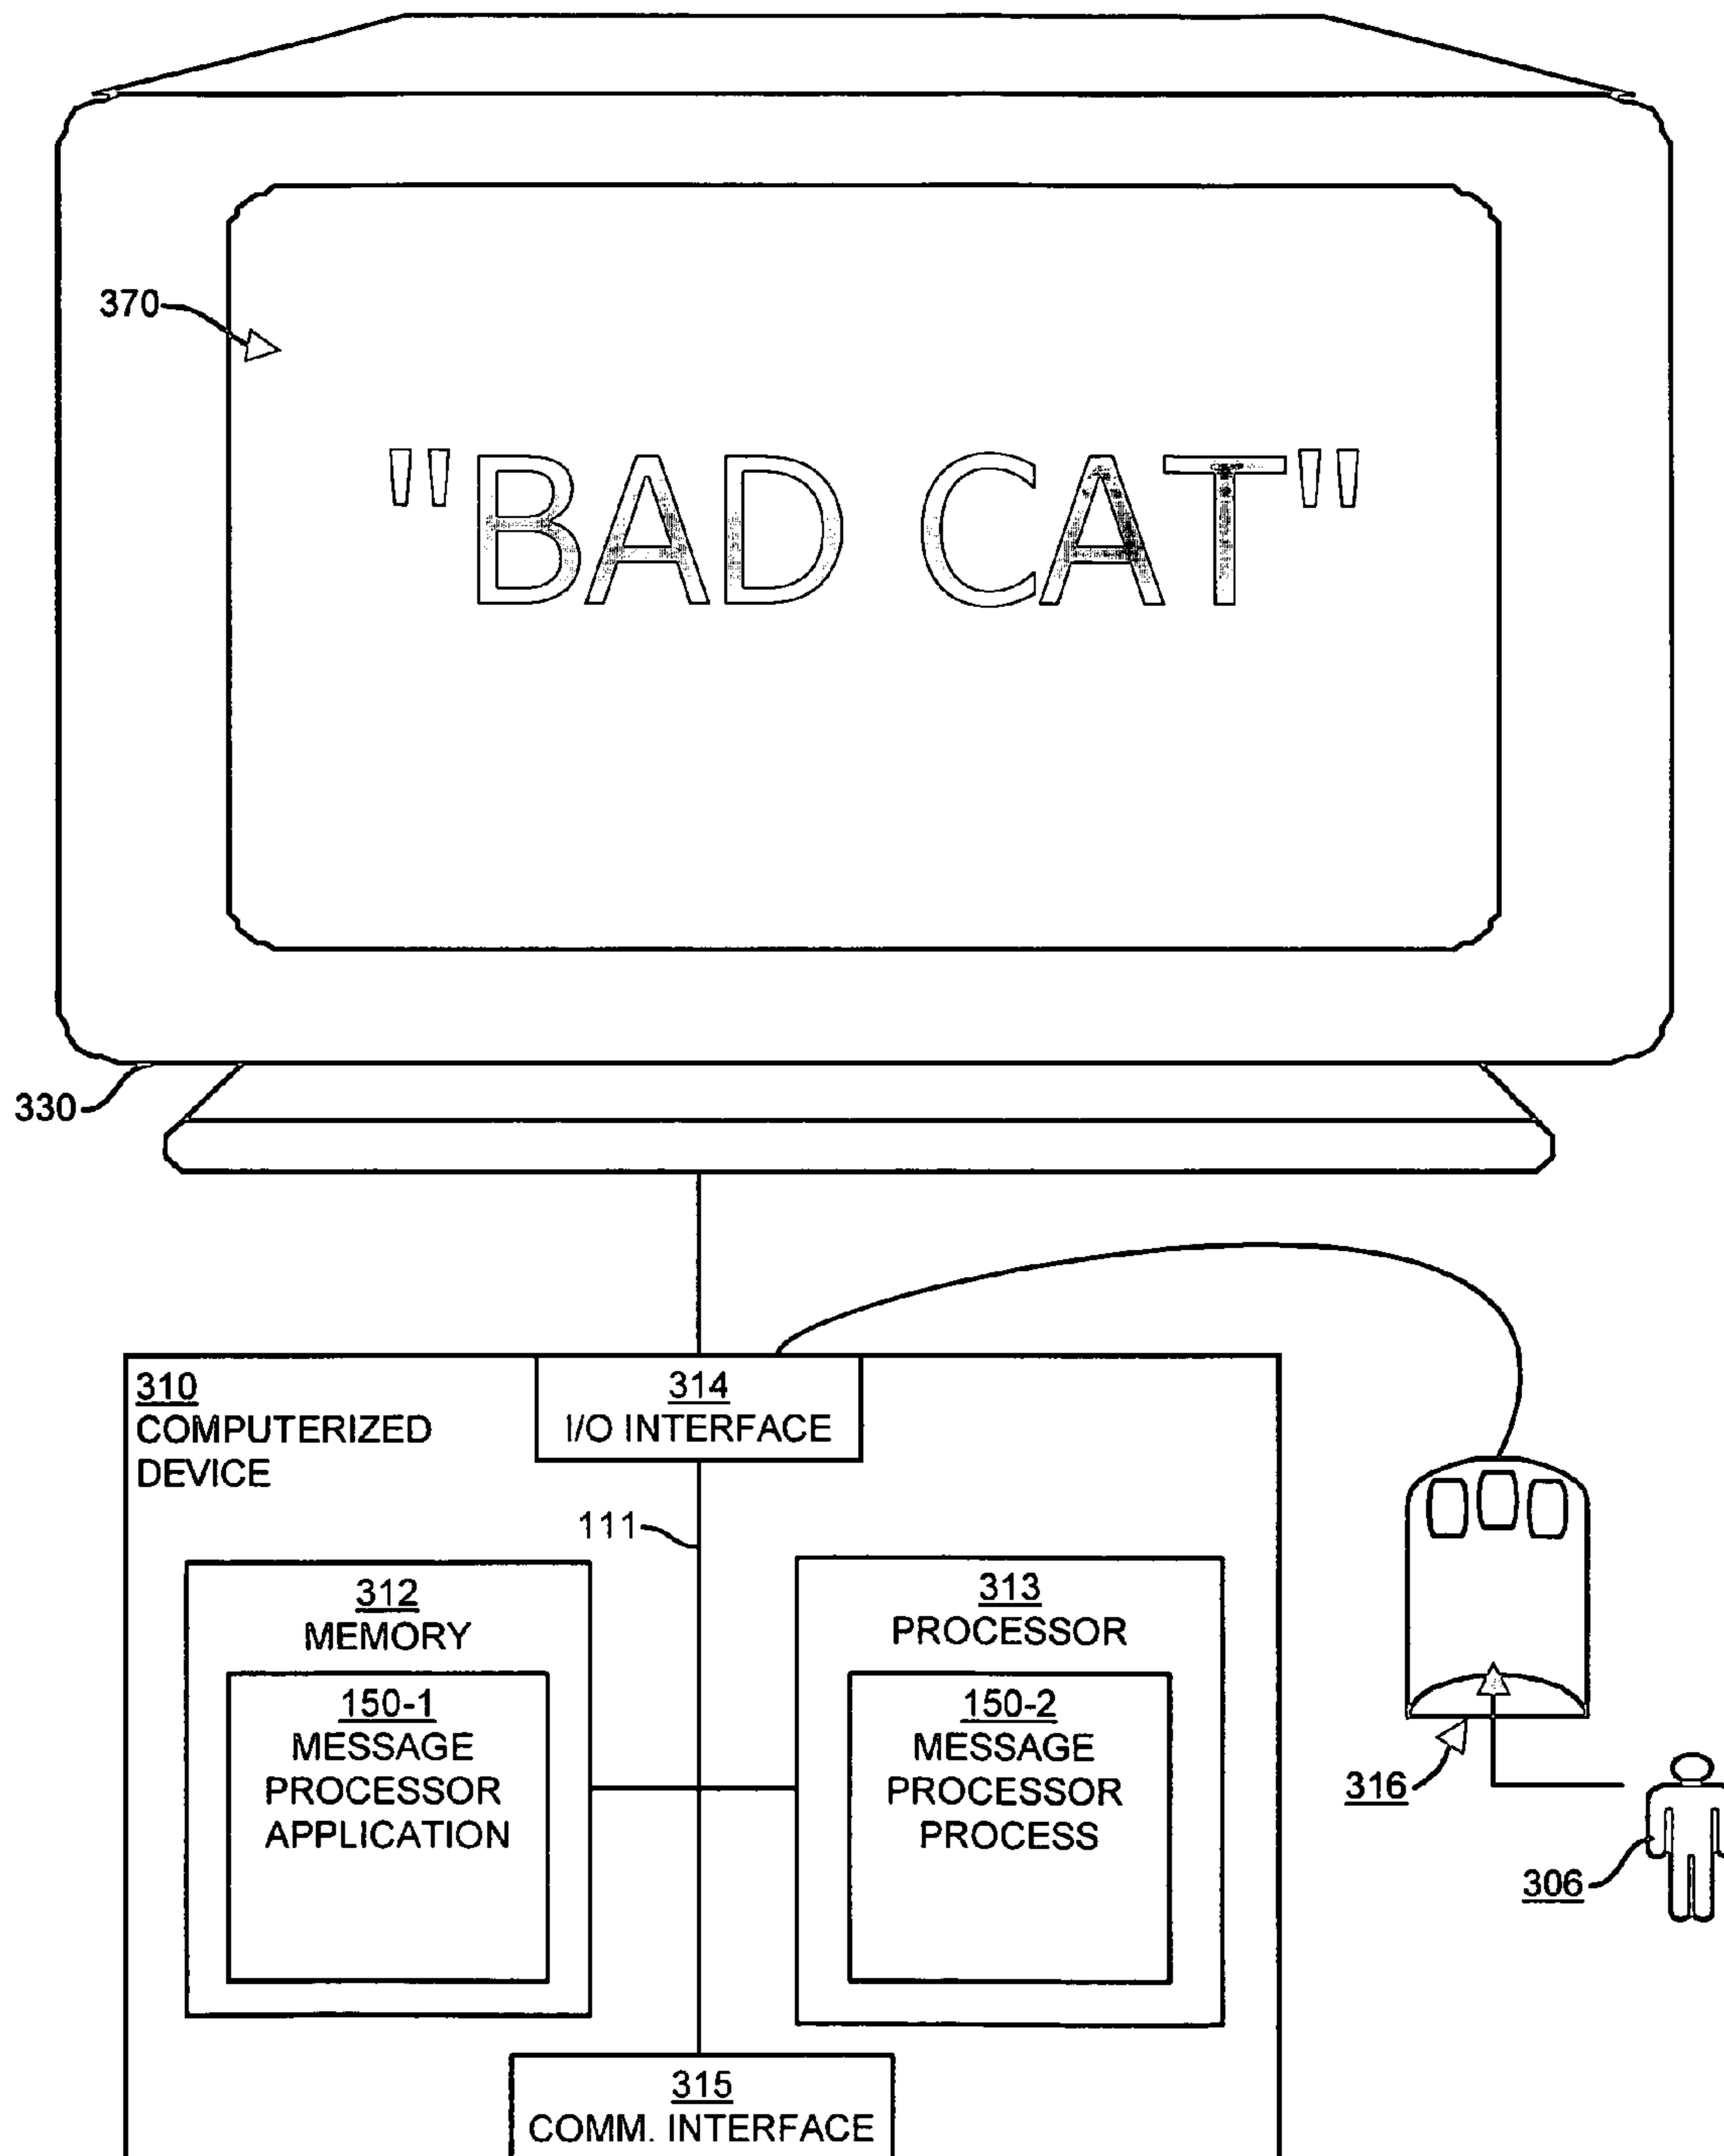 370
"BAD CAT"
330
310
COMPUTERIZED
DEVICE
314
I/O INTERFACE
111
312
MEMORY
150-1
MESSAGE
PROCESSOR
APPLICATION
313
PROCESSOR
150-2
MESSAGE
PROCESSOR
PROCESS
316
306
315
COMM. INTERFACE